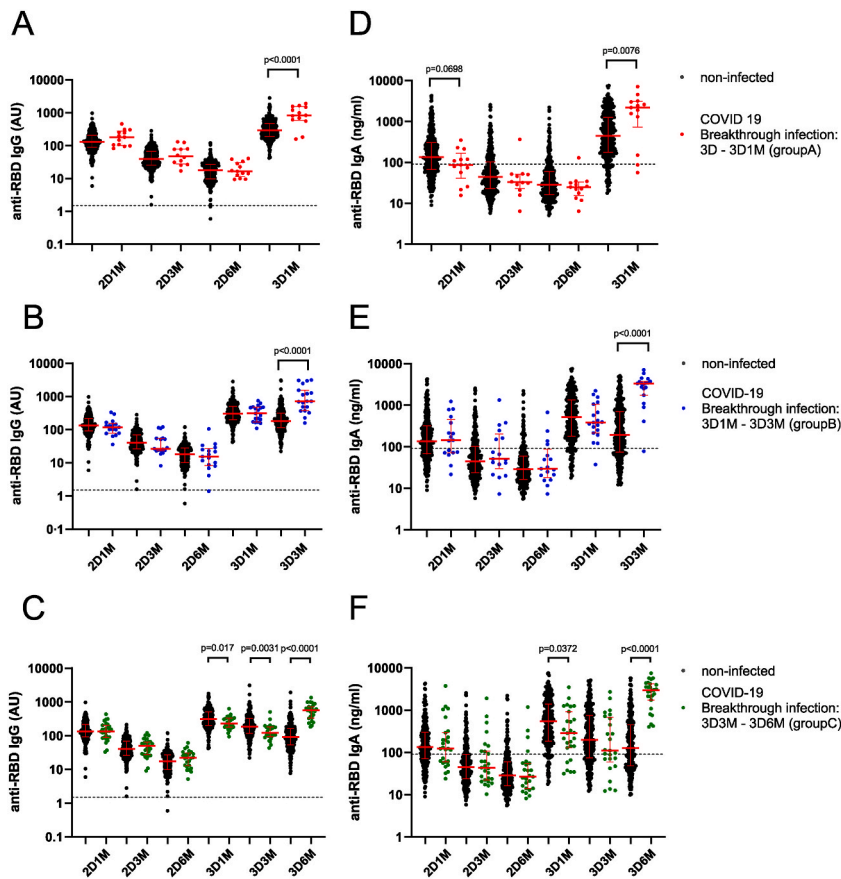 A
p<0.0001
10000
1000
100
10
1
0.1
anti-RBD IgG (AU)
2D1M
2D3M
2D6M
3D1M
D
p=0.0698
p=0.0076
10000
1000
100
10
1
anti-RBD IgA (ng/ml)
2D1M
2D3M
2D6M
3D1M
non-infected
COVID 19
Breakthrough infection:
3D - 3D1M (groupA)
B
p<0.0001
10000
1000
100
10
1
0·1
anti-RBD IgG (AU)
2D1M
2D3M
2D6M
3D1M
3D3M
E
p<0.0001
10000
1000
100
10
1
anti-RBD IgA (ng/ml)
2D1M
2D3M
2D6M
3D1M
3D3M
non-infected
COVID-19
Breakthrough infection:
3D1M - 3D3M (groupB)
C
p=0.017
p=0.0031
p<0.0001
10000
1000
100
10
1
0.1
anti-RBD IgG (AU)
2D1M
2D3M
2D6M
3D1M
3D3M
3D6M
F
p=0.0372
p<0.0001
10000
1000
100
10
1
anti-RBD IgA (ng/ml)
2D1M
2D3M
2D6M
3D1M
3D3M
3D6M
non-infected
COVID-19
Breakthrough infection:
3D3M - 3D6M (groupC)